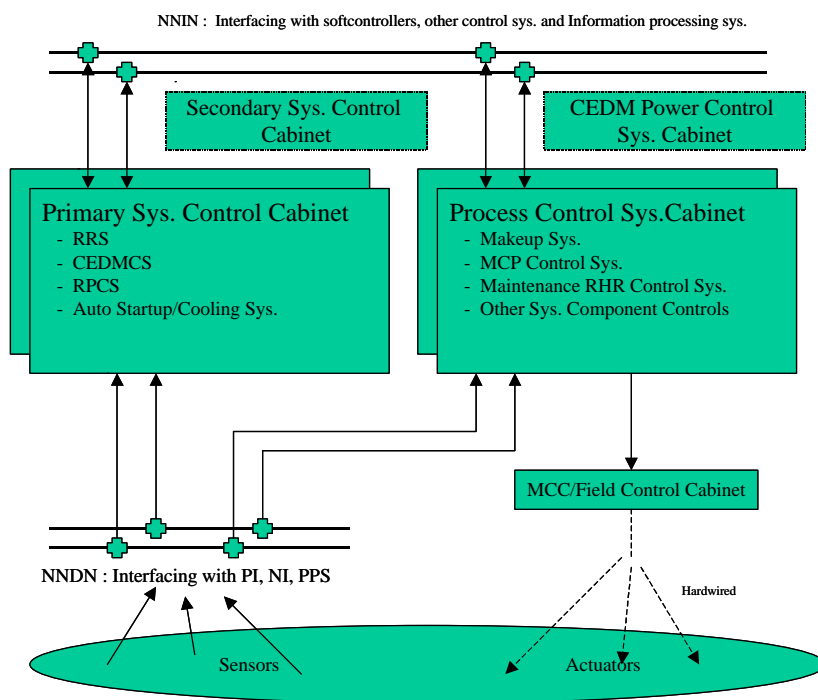 NNIN : Interfacing with softcontrollers, other control sys. and Information processing sys.
Secondary Sys. Control
Cabinet
CEDM Power Control
Sys. Cabinet
Primary Sys. Control Cabinet
- RRS
- CEDMCS
- RPCS
- Auto Startup/Cooling Sys.
Process Control Sys.Cabinet
- Makeup Sys.
- MCP Control Sys.
- Maintenance RHR Control Sys.
- Other Sys. Component Controls
MCC/Field Control Cabinet
NNDN : Interfacing with PI, NI, PPS
Hardwired
Sensors
Actuators